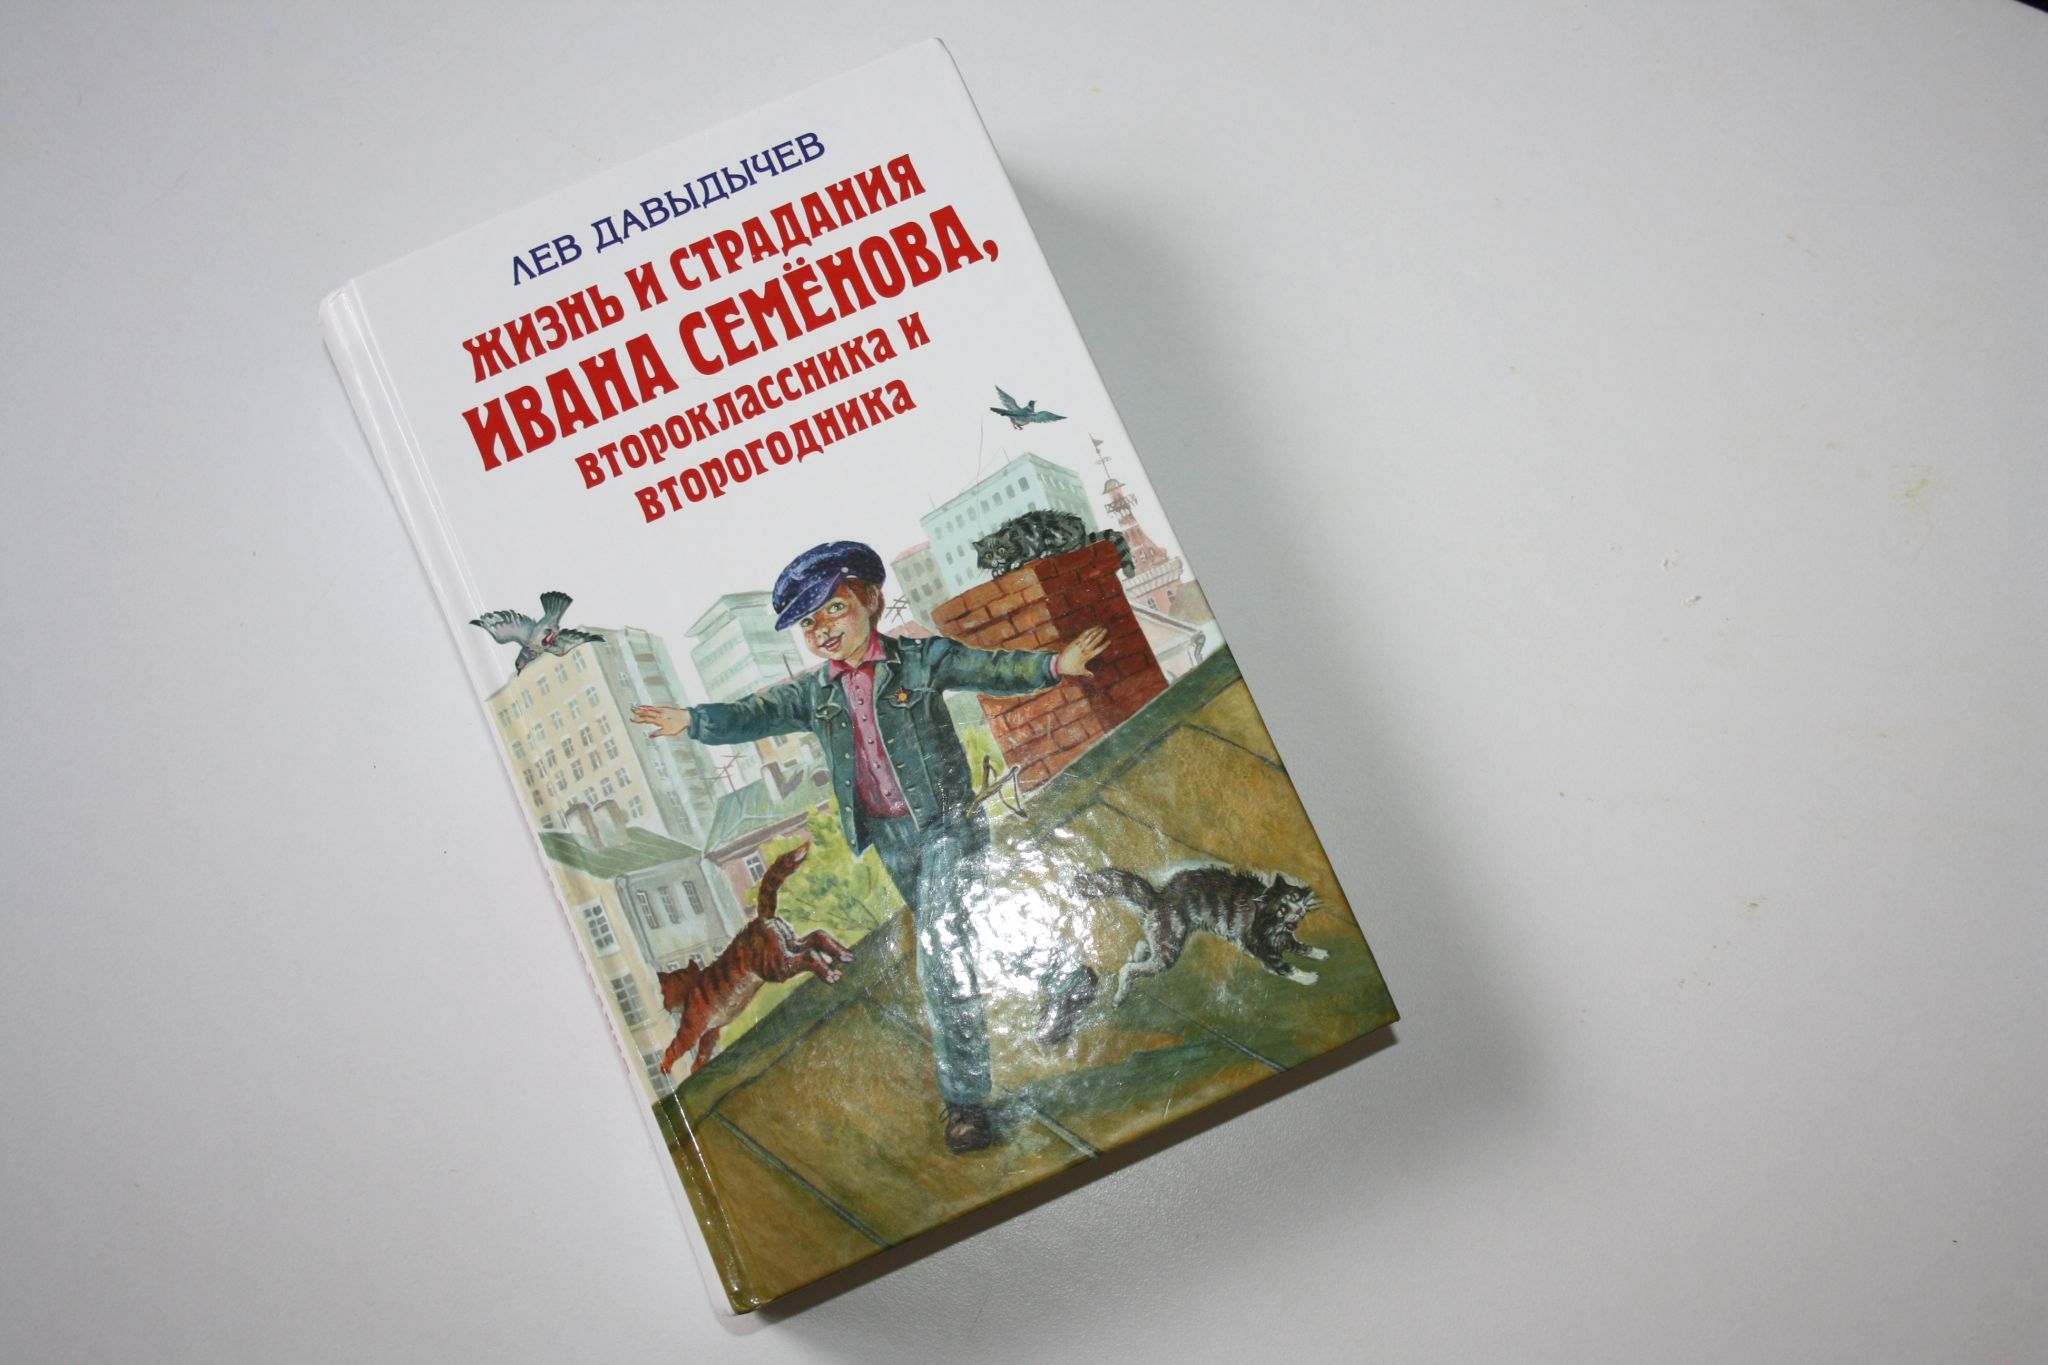 ЛЕВ ДАВЫДЫЧЕВ
ЖИЗНЬ И СТРАДАНИЯ
ИВАНА СЕМЁНОВА,
второклассника и
второгодника